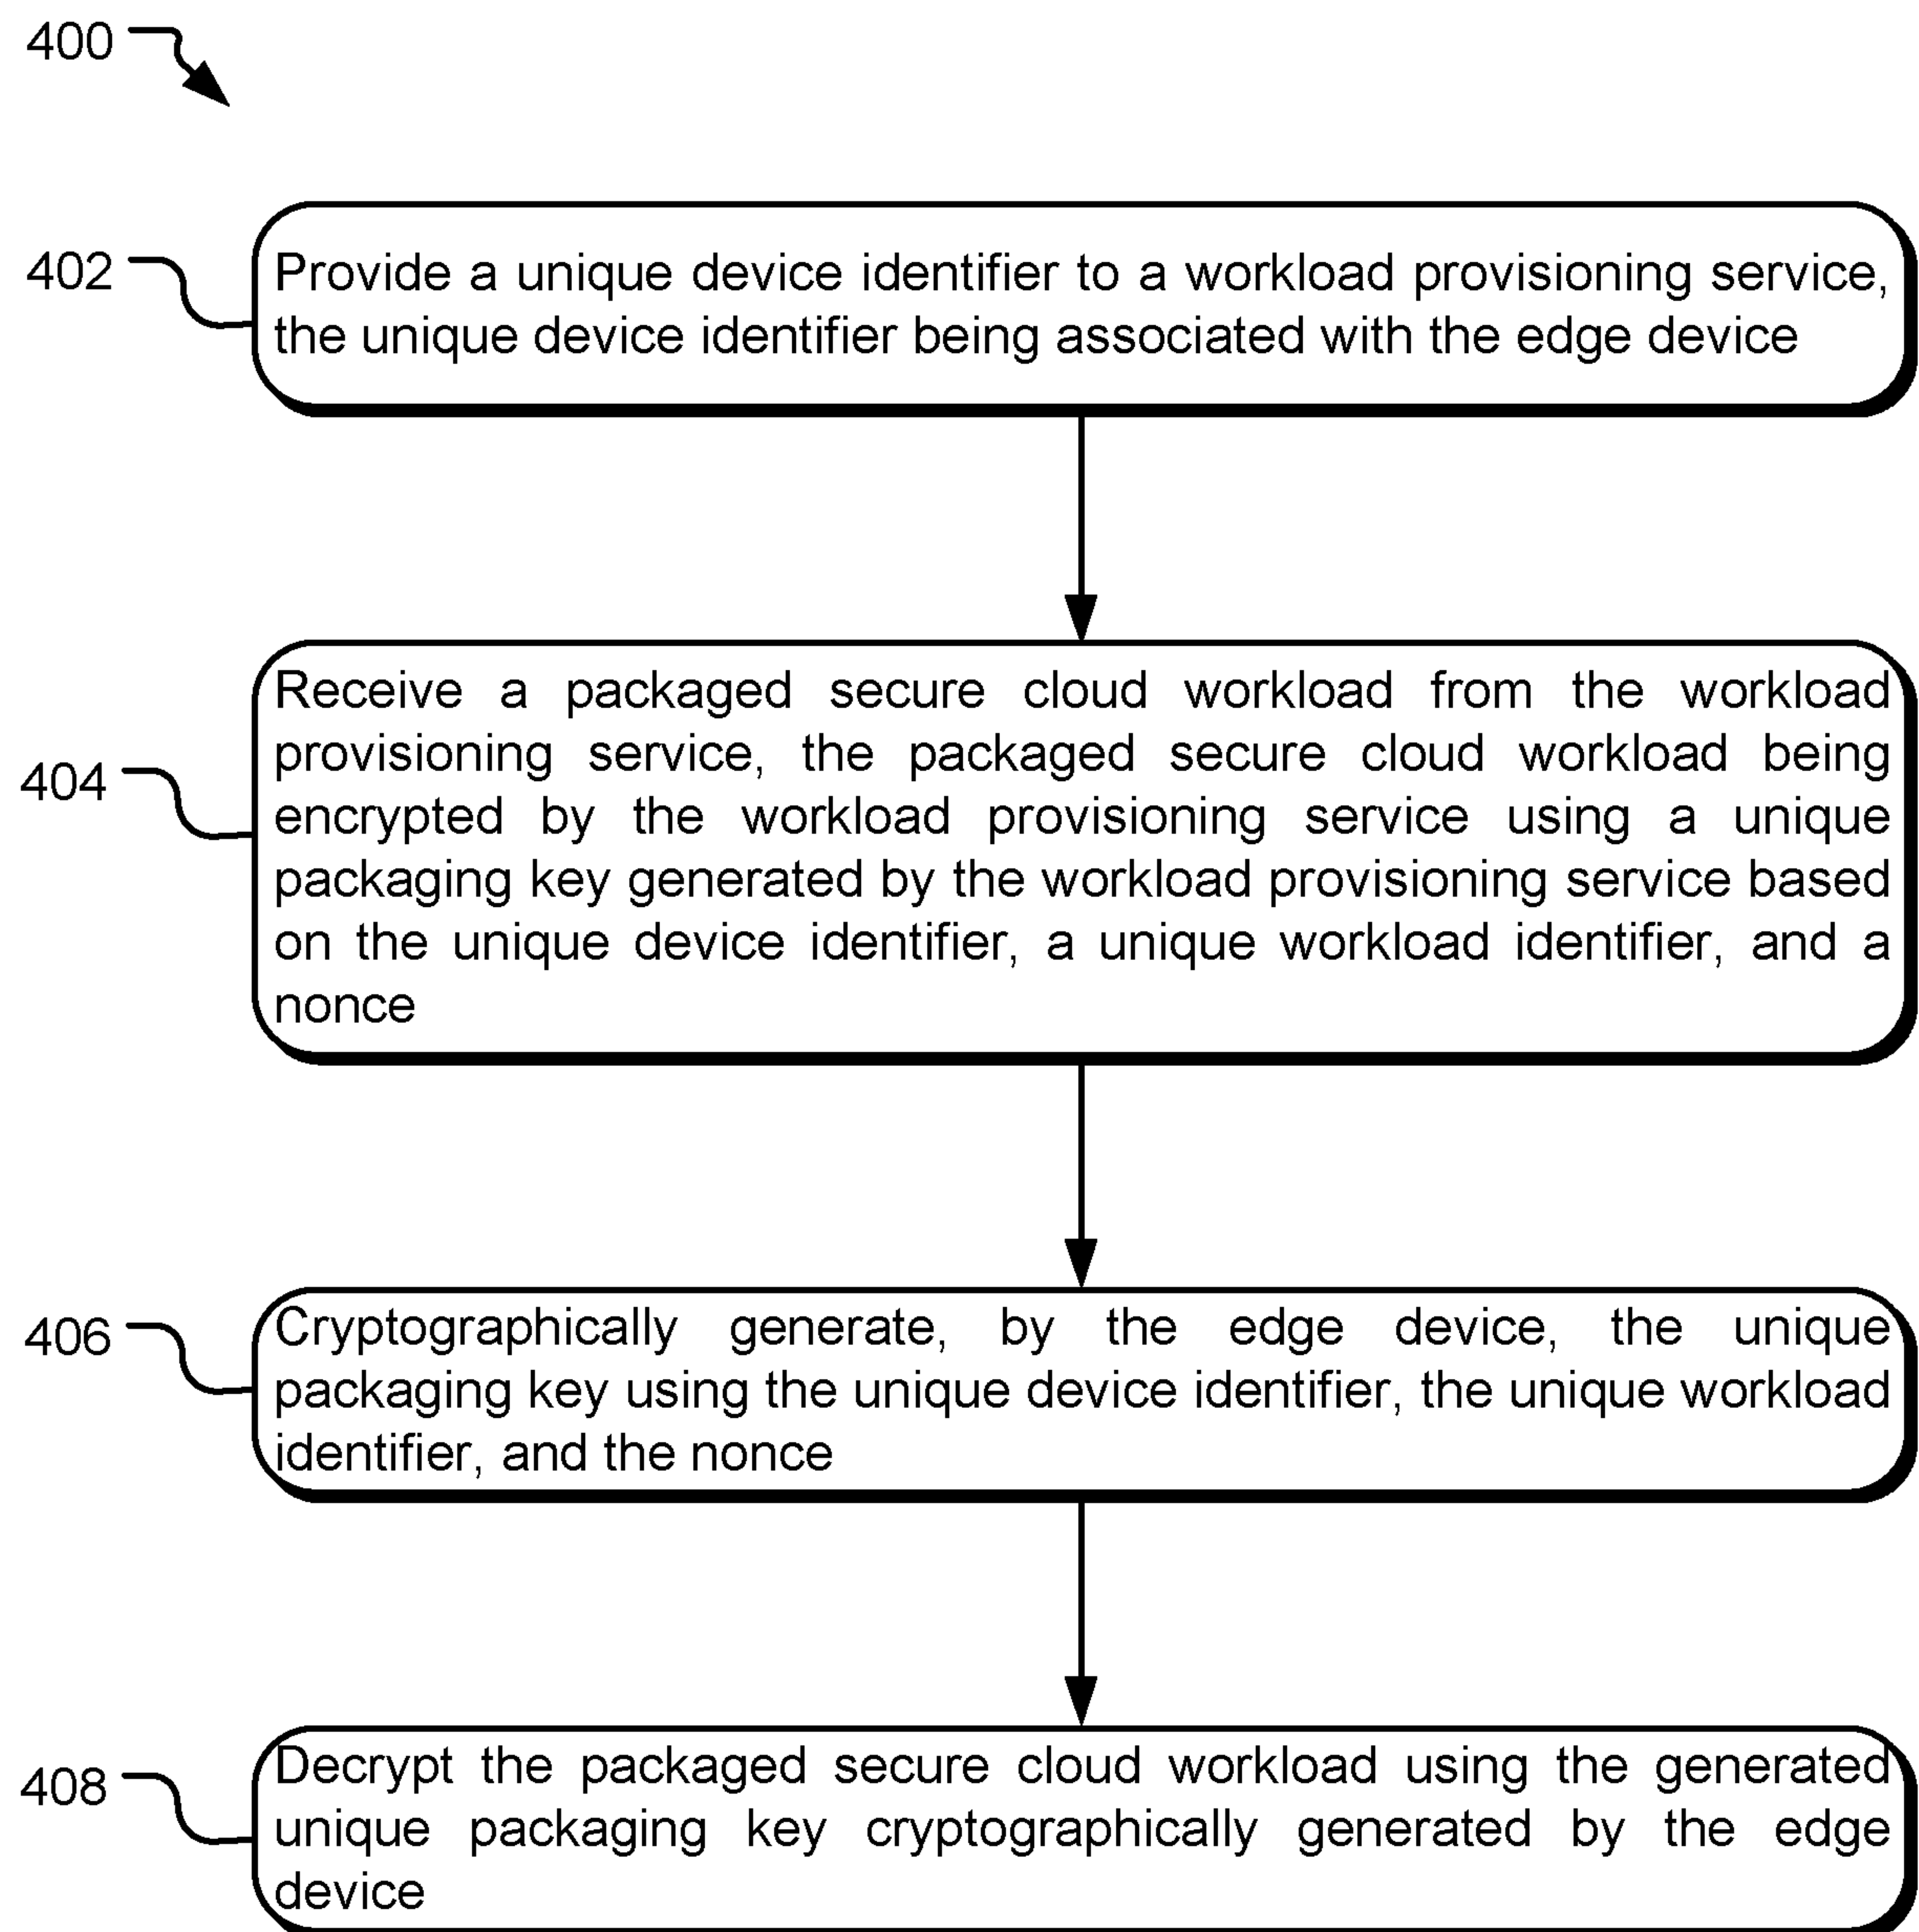 400
402
Provide a unique device identifier to a workload provisioning service,
the unique device identifier being associated with the edge device
404
Receive a packaged secure cloud workload from the workload
provisioning service, the packaged secure cloud workload being
encrypted by the workload provisioning service using a unique
packaging key generated by the workload provisioning service based
on the unique device identifier, a unique workload identifier, and a
nonce
406
Cryptographically generate, by the edge device, the unique
packaging key using the unique device identifier, the unique workload
identifier, and the nonce
408
Decrypt the packaged secure cloud workload using the generated
unique packaging key cryptographically generated by the edge
device